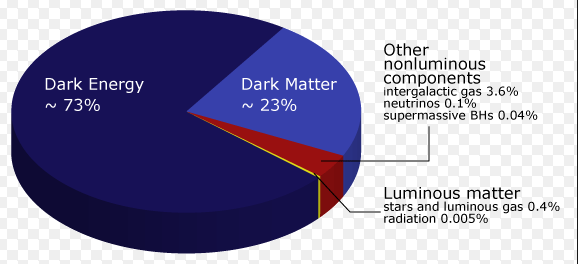 Dark Energy
~ 73%
Dark Matter
~ 23%
Other
nonluminous
components
intergalactic gas 3.6%
neutrinos 0.1%
supermassive BHs 0.04%
Luminous matter
stars and luminous gas 0.4%
radiation 0.005%